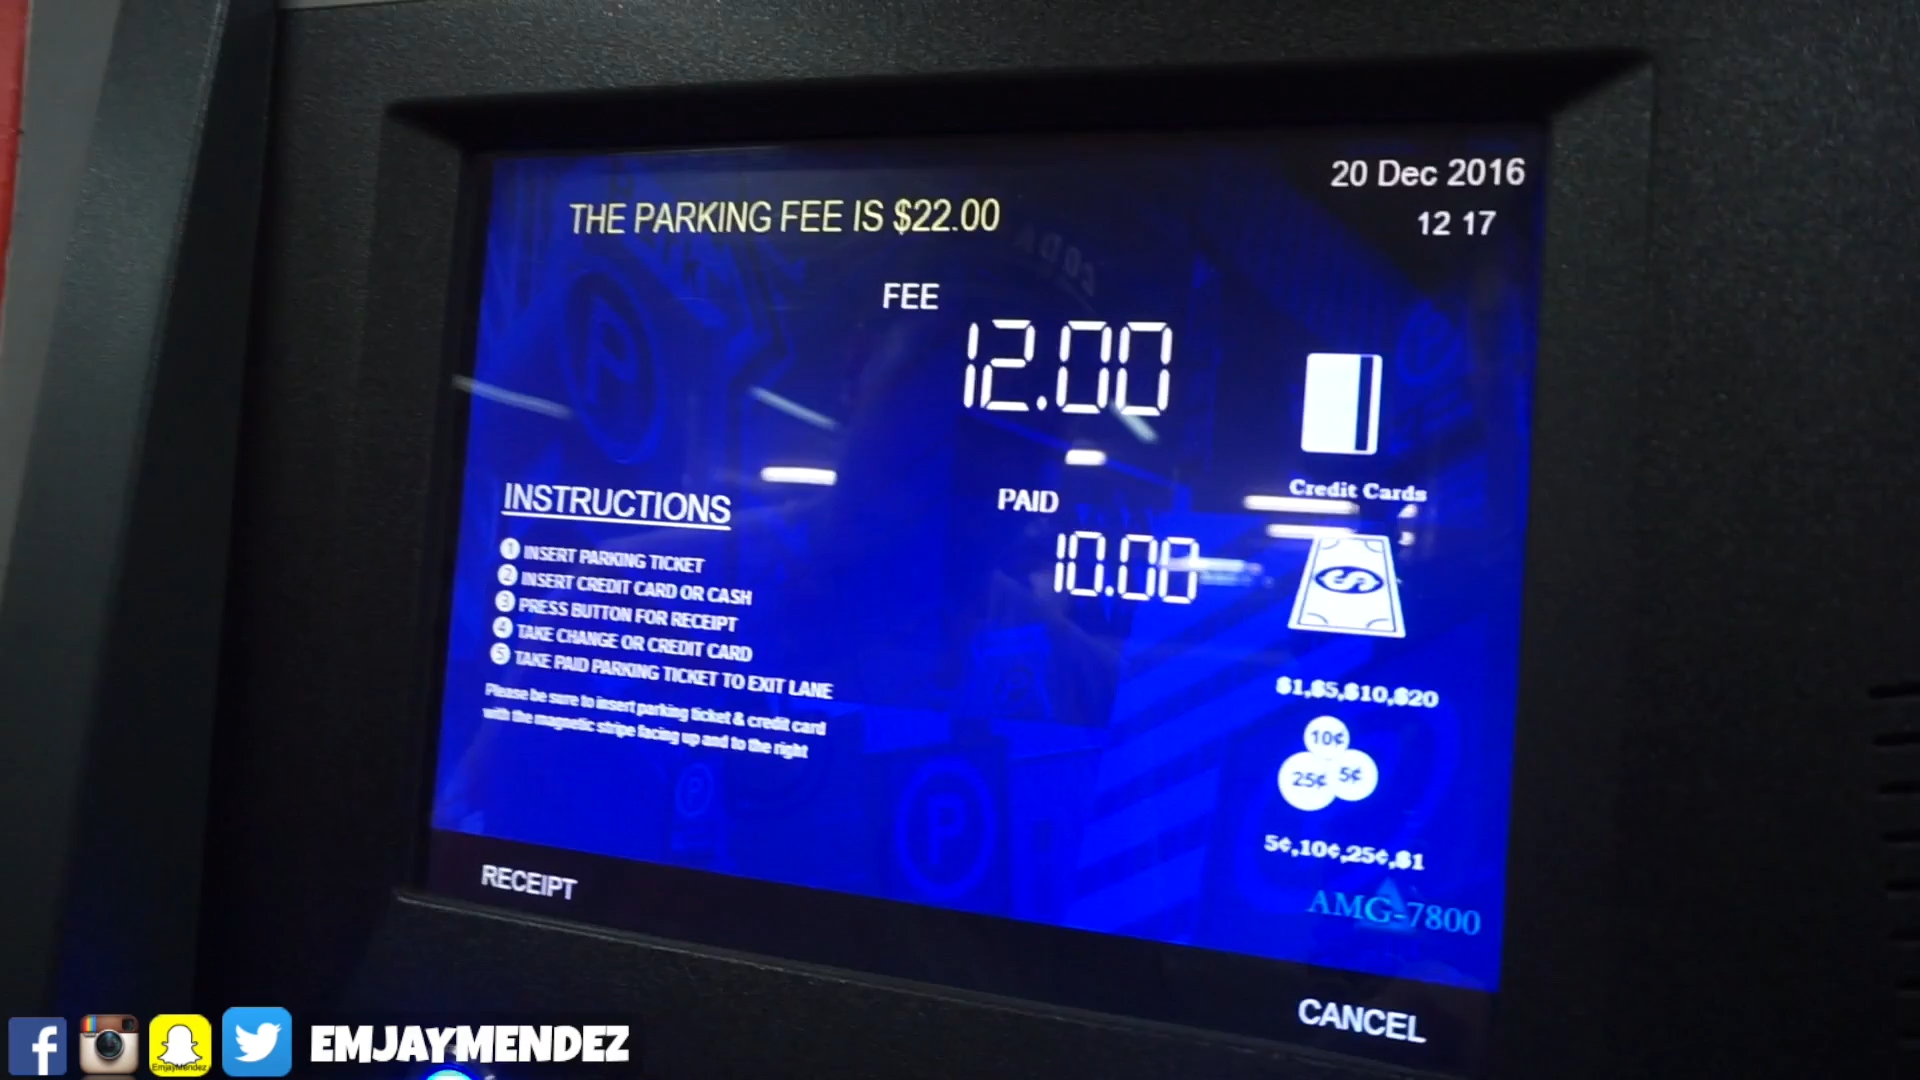 20 Dec 2016
12 17
THE PARKING FEE IS $22.00
FEE
12.00
Credit Cards
PAID
10.00
INSTRUCTIONS
1 INSERT PARKING TICKET
2 INSERT CREDIT CARD OR CASH
3 PRESS BUTTON FOR RECEIPT
4 TAKE CHANGE OR CREDIT CARD
5 TAKE PAID PARKING TICKET TO EXIT LANE
Please be sure to insert parking ticket & credit card
with the magnetic stripe facing up and to the right
$1,$5,$10,$20
10¢
25¢ 5¢
5¢,10¢,25¢,$1
AMG-7800
RECEIPT
CANCEL
EMJAYMENDEZ
EmjayMendez